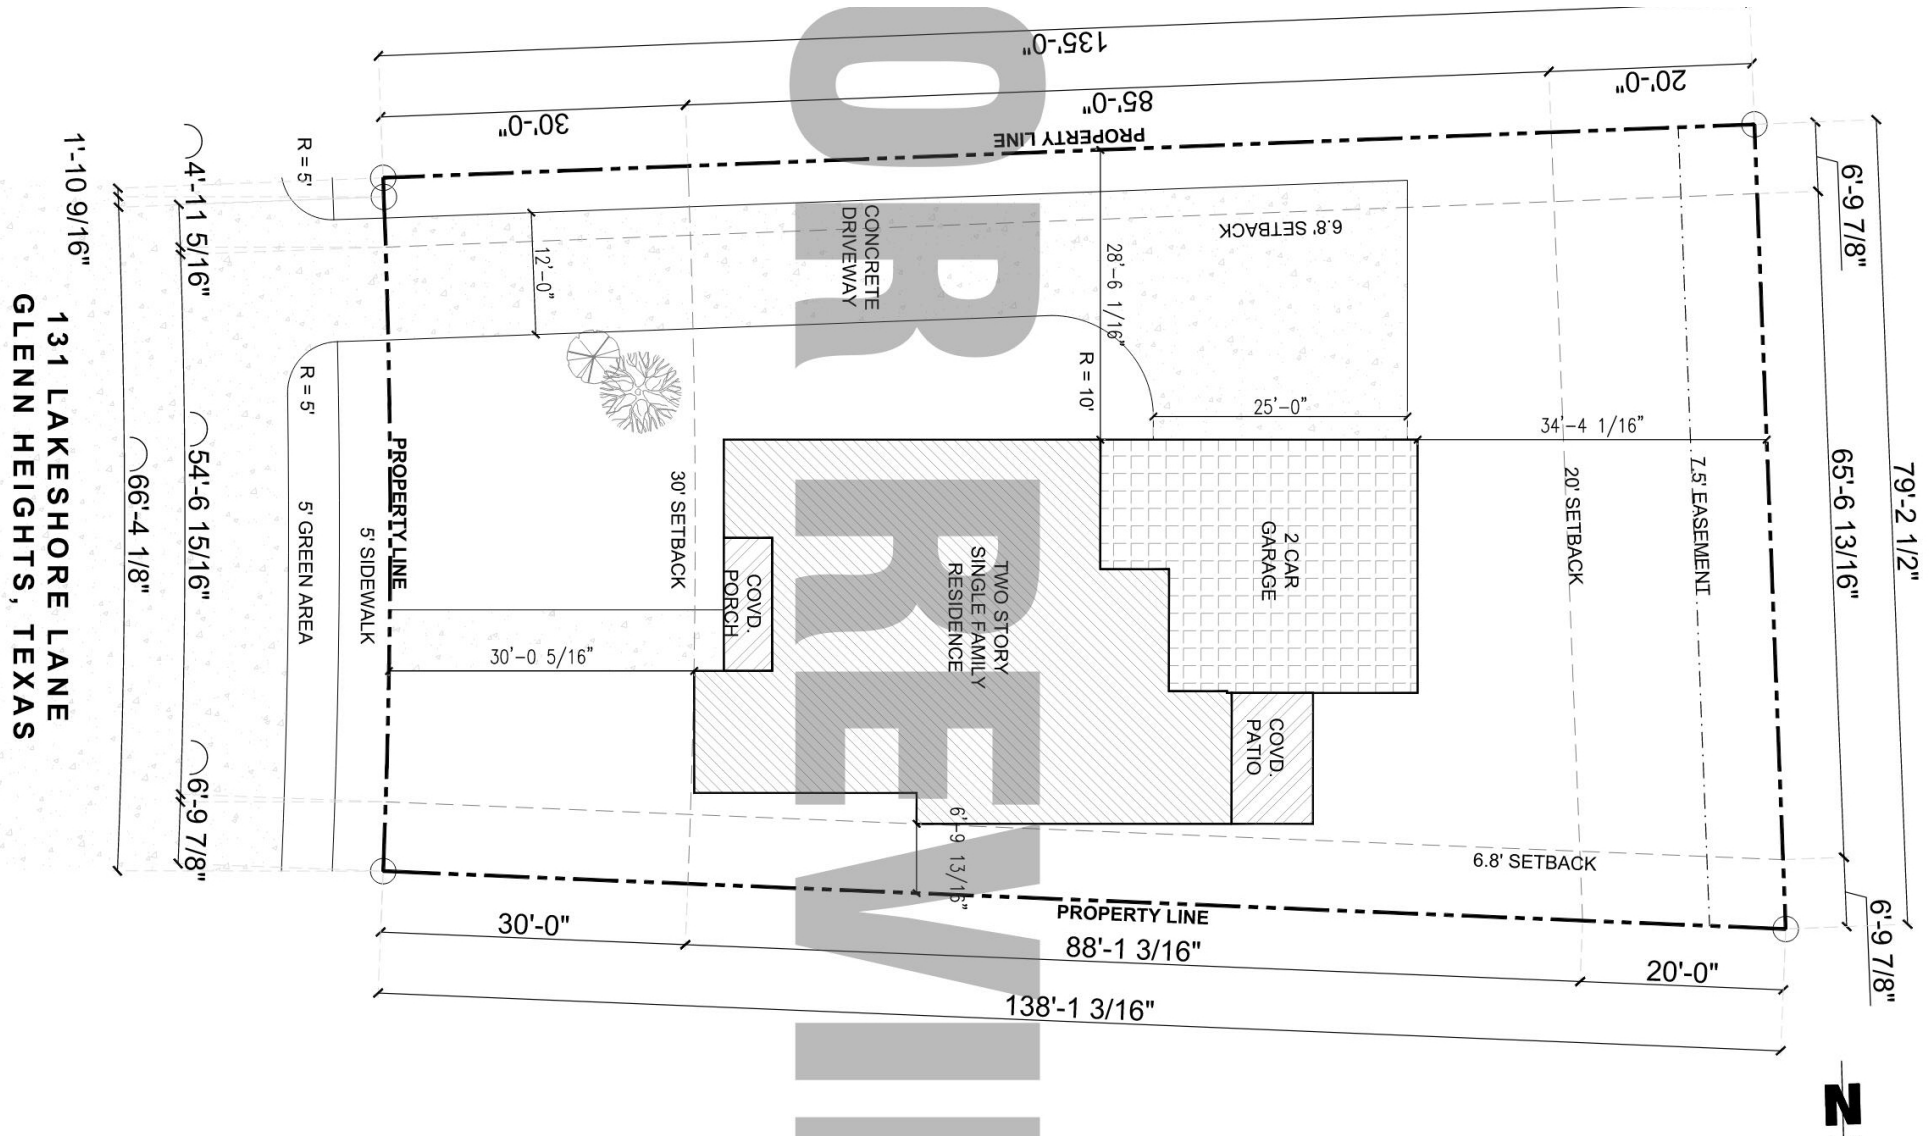 135'-0"
30'-0"
85'-0"
20'-0"
PROPERTY LINE
6'-9 7/8"
79'-2 1/2"
65'-6 13/16"
6'-9 7/8"
1'-10 9/16"
4'-11 5/16"
R = 5'
12'-0"
CONCRETE
DRIVEWAY
28'-6 1/16"
6.8' SETBACK
R = 10'
R = 5'
25'-0"
34'-4 1/16"
54'-6 15/16"
66'-4 1/8"
6'-9 7/8"
131 LAKESHORE LANE
GLENN HEIGHTS, TEXAS
5' GREEN AREA
5' SIDEWALK
PROPERTY LINE
30' SETBACK
COVD.
PORCH
30'-0 5/16"
TWO STORY
SINGLE FAMILY
RESIDENCE
2 CAR
GARAGE
COVD.
PATIO
20' SETBACK
7.5' EASEMENT
6'-9 13/16"
6.8' SETBACK
PROPERTY LINE
30'-0"
88'-1 3/16"
20'-0"
138'-1 3/16"
N
OR REVI